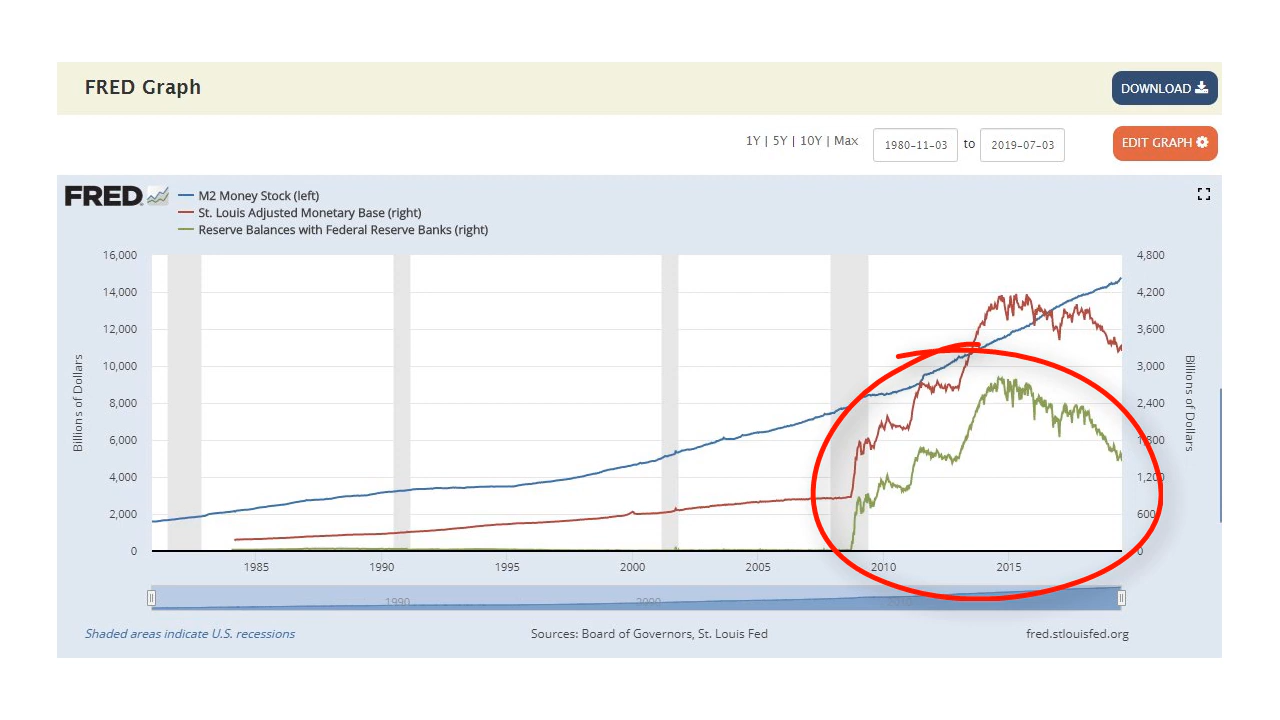 FRED Graph
DOWNLOAD
1Y | 5Y | 10Y | Max 1980-11-03 to 2019-07-03
EDIT GRAPH
FRED
M2 Money Stock (left)
St. Louis Adjusted Monetary Base (right)
Reserve Balances with Federal Reserve Banks (right)
Billions of Dollars
16,000
14,000
12,000
10,000
8,000
6,000
4,000
2,000
0
4,800
4,200
3,600
3,000
2,400
1,800
1,200
600
0
Billions of Dollars
1985 1990 1995 2000 2005 2010 2015
1990 2000
Shaded areas indicate U.S. recessions
Sources: Board of Governors, St. Louis Fed
fred.stlouisfed.org